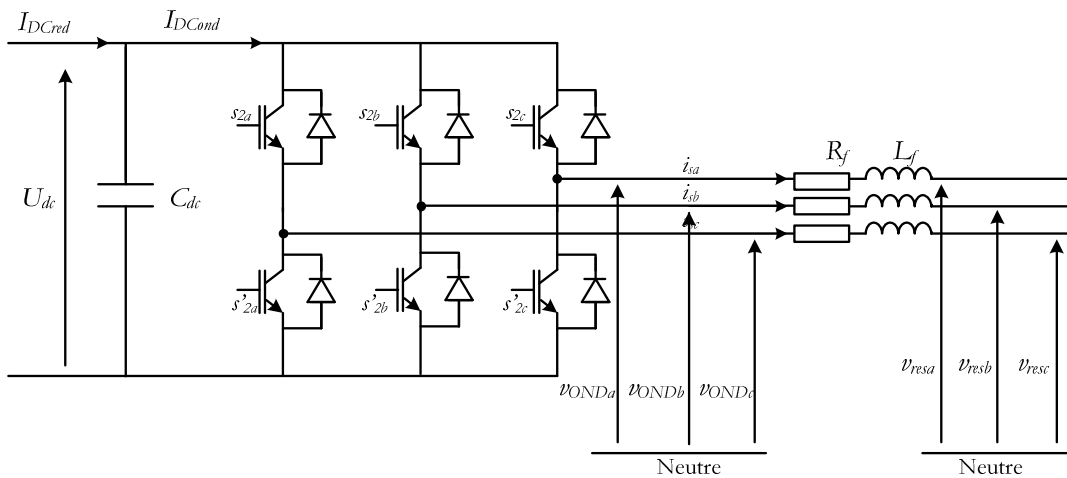 I_DCred I_DCond
s_2a s_2b s_2c
R_f L_f
i_sa
i_sb
U_dc C_dc
s'_2a s'_2b s'_2c
v_ONDa v_ONDb v_ONDc v_resa v_resb v_resc
Neutre Neutre